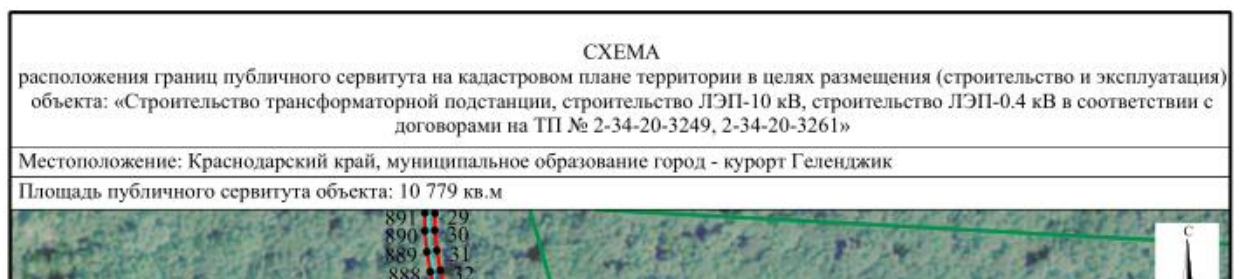 СХЕМА
расположения границ публичного сервитута на кадастровом плане территории в целях размещения (строительство и эксплуатация)
объекта: «Строительство трансформаторной подстанции, строительство ЛЭП-10 кВ, строительство ЛЭП-0.4 кВ в соответствии с
договорами на ТП № 2-34-20-3249, 2-34-20-3261»
Местоположение: Краснодарский край, муниципальное образование город - курорт Геленджик
Площадь публичного сервитута объекта: 10 779 кв.м
891 29
890 30
889 31
888 32
С